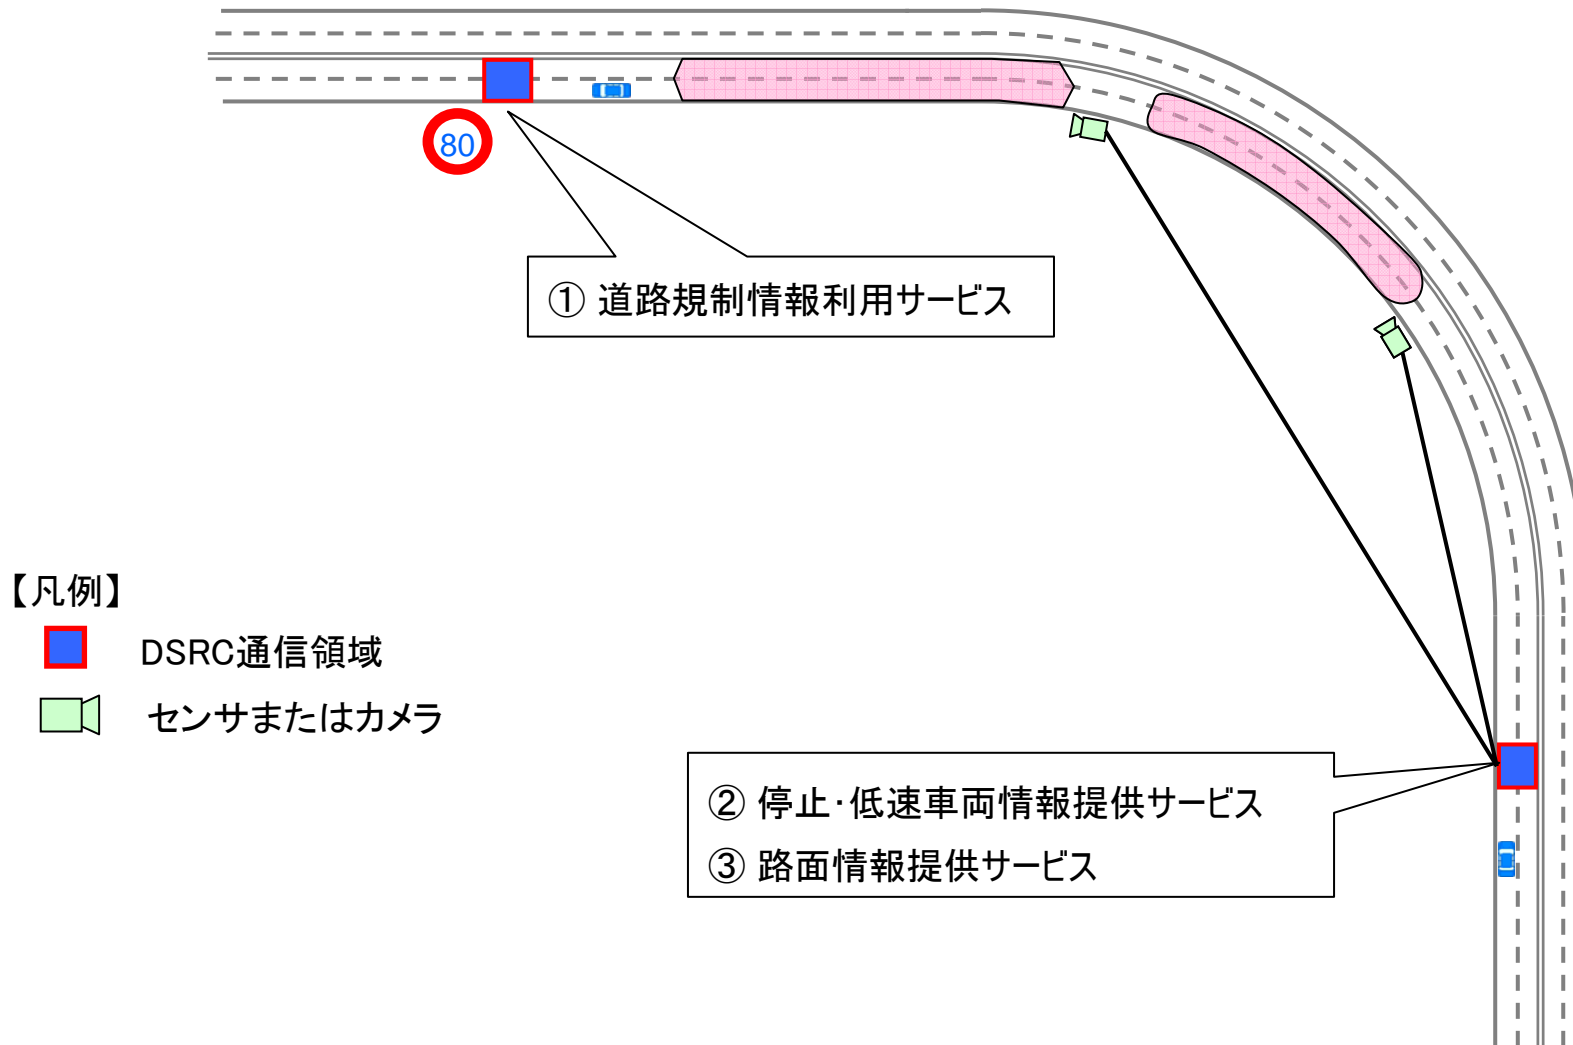 80
① 道路規制情報利用サービス
【凡例】
DSRC通信領域
センサまたはカメラ
② 停止・低速車両情報提供サービス
③ 路面情報提供サービス